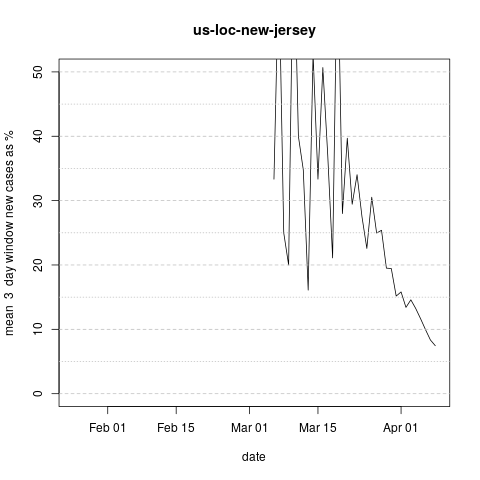 us-loc-new-jersey
mean  3  day window new cases as %
50
40
30
20
10
0
Feb 01
Feb 15
Mar 01
Mar 15
Apr 01
date